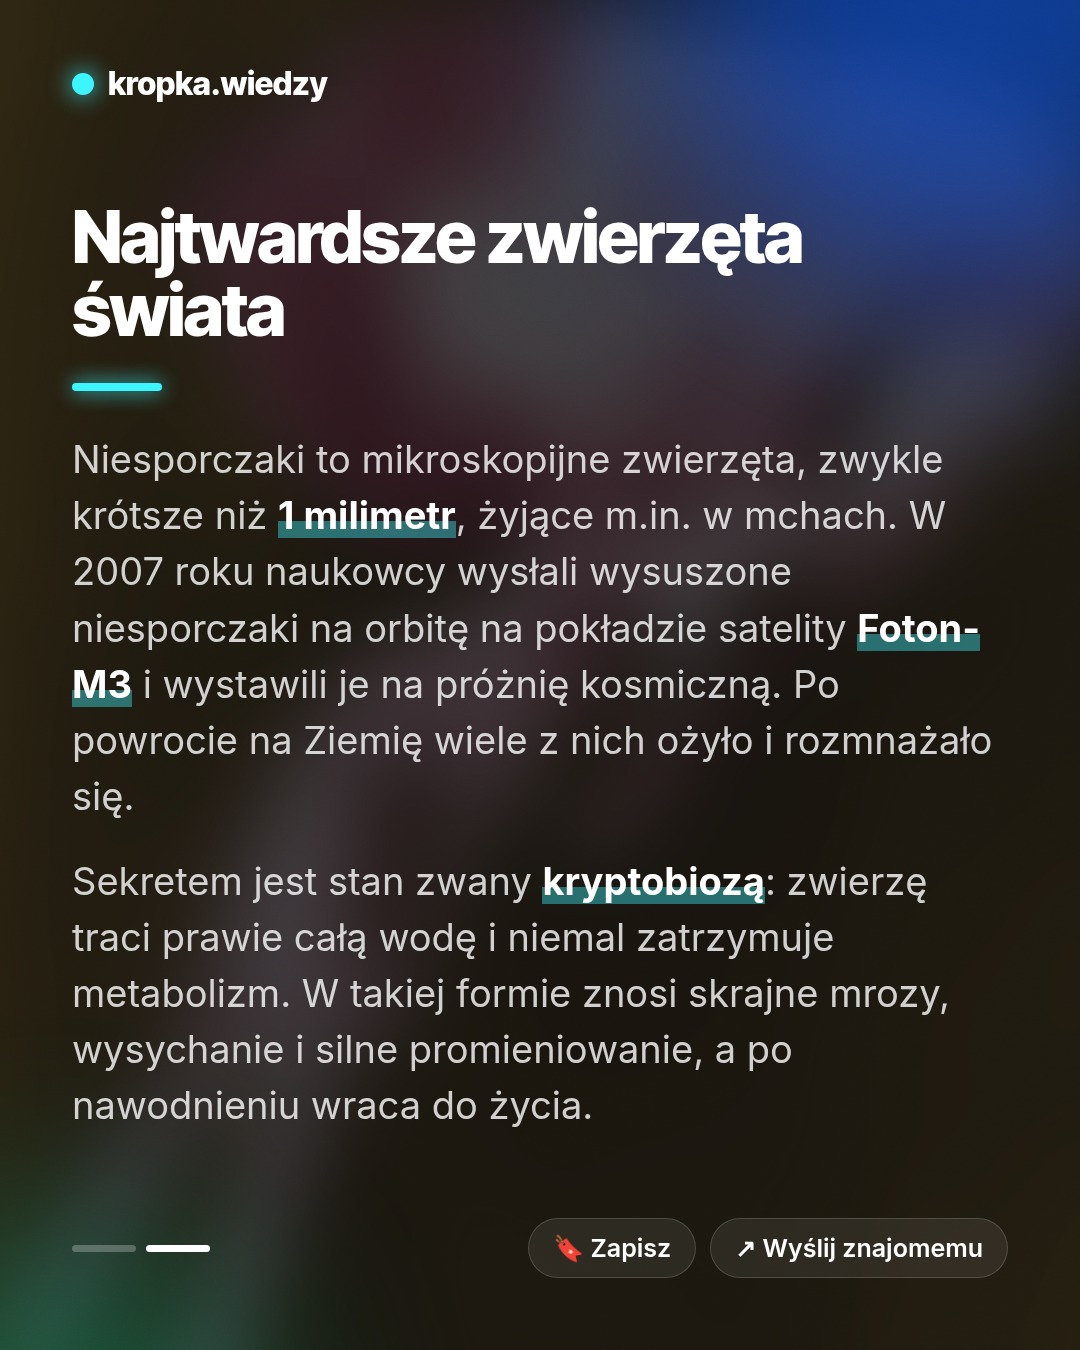 kropka.wiedzy
Najtwardsze zwierzęta
świata
Niesporczaki to mikroskopijne zwierzęta, zwykle
krótsze niż 1 milimetr, żyjące m.in. w mchach. W
2007 roku naukowcy wysłali wysuszone
niesporczaki na orbitę na pokładzie satelity Foton-
M3 i wystawili je na próżnię kosmiczną. Po
powrocie na Ziemię wiele z nich ożyło i rozmnażało
się.
Sekretem jest stan zwany kryptobiozą: zwierzę
traci prawie całą wodę i niemal zatrzymuje
metabolizm. W takiej formie znosi skrajne mrozy,
wysychanie i silne promieniowanie, a po
nawodnieniu wraca do życia.
🔖 Zapisz
↗ Wyślij znajomemu